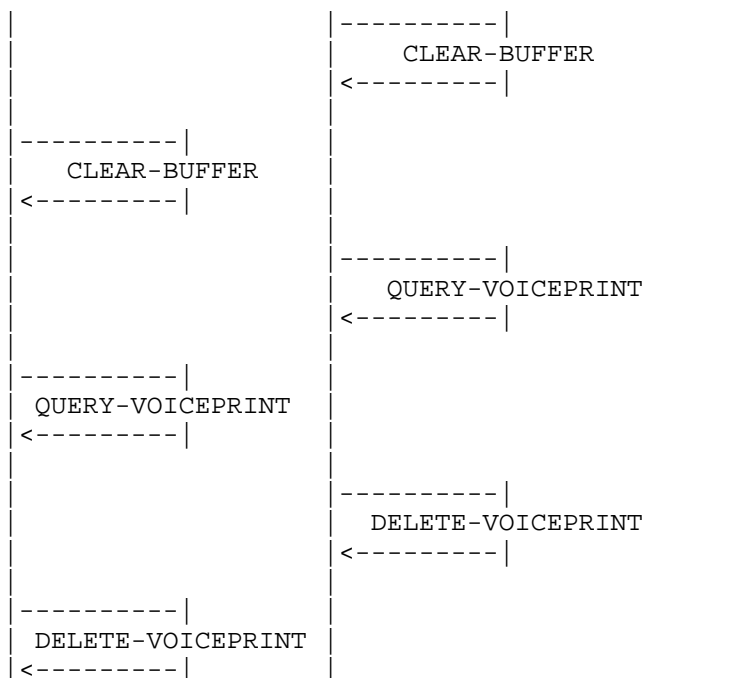 |                   |----------|
|                   |    CLEAR-BUFFER
|                   |<---------|
|                   |
|----------|        |
|   CLEAR-BUFFER    |
|<---------|        |
|                   |
|                   |----------|
|                   |   QUERY-VOICEPRINT
|                   |<---------|
|                   |
|----------|        |
| QUERY-VOICEPRINT  |
|<---------|        |
|                   |
|                   |----------|
|                   |  DELETE-VOICEPRINT
|                   |<---------|
|                   |
|----------|        |
| DELETE-VOICEPRINT |
|<---------|        |